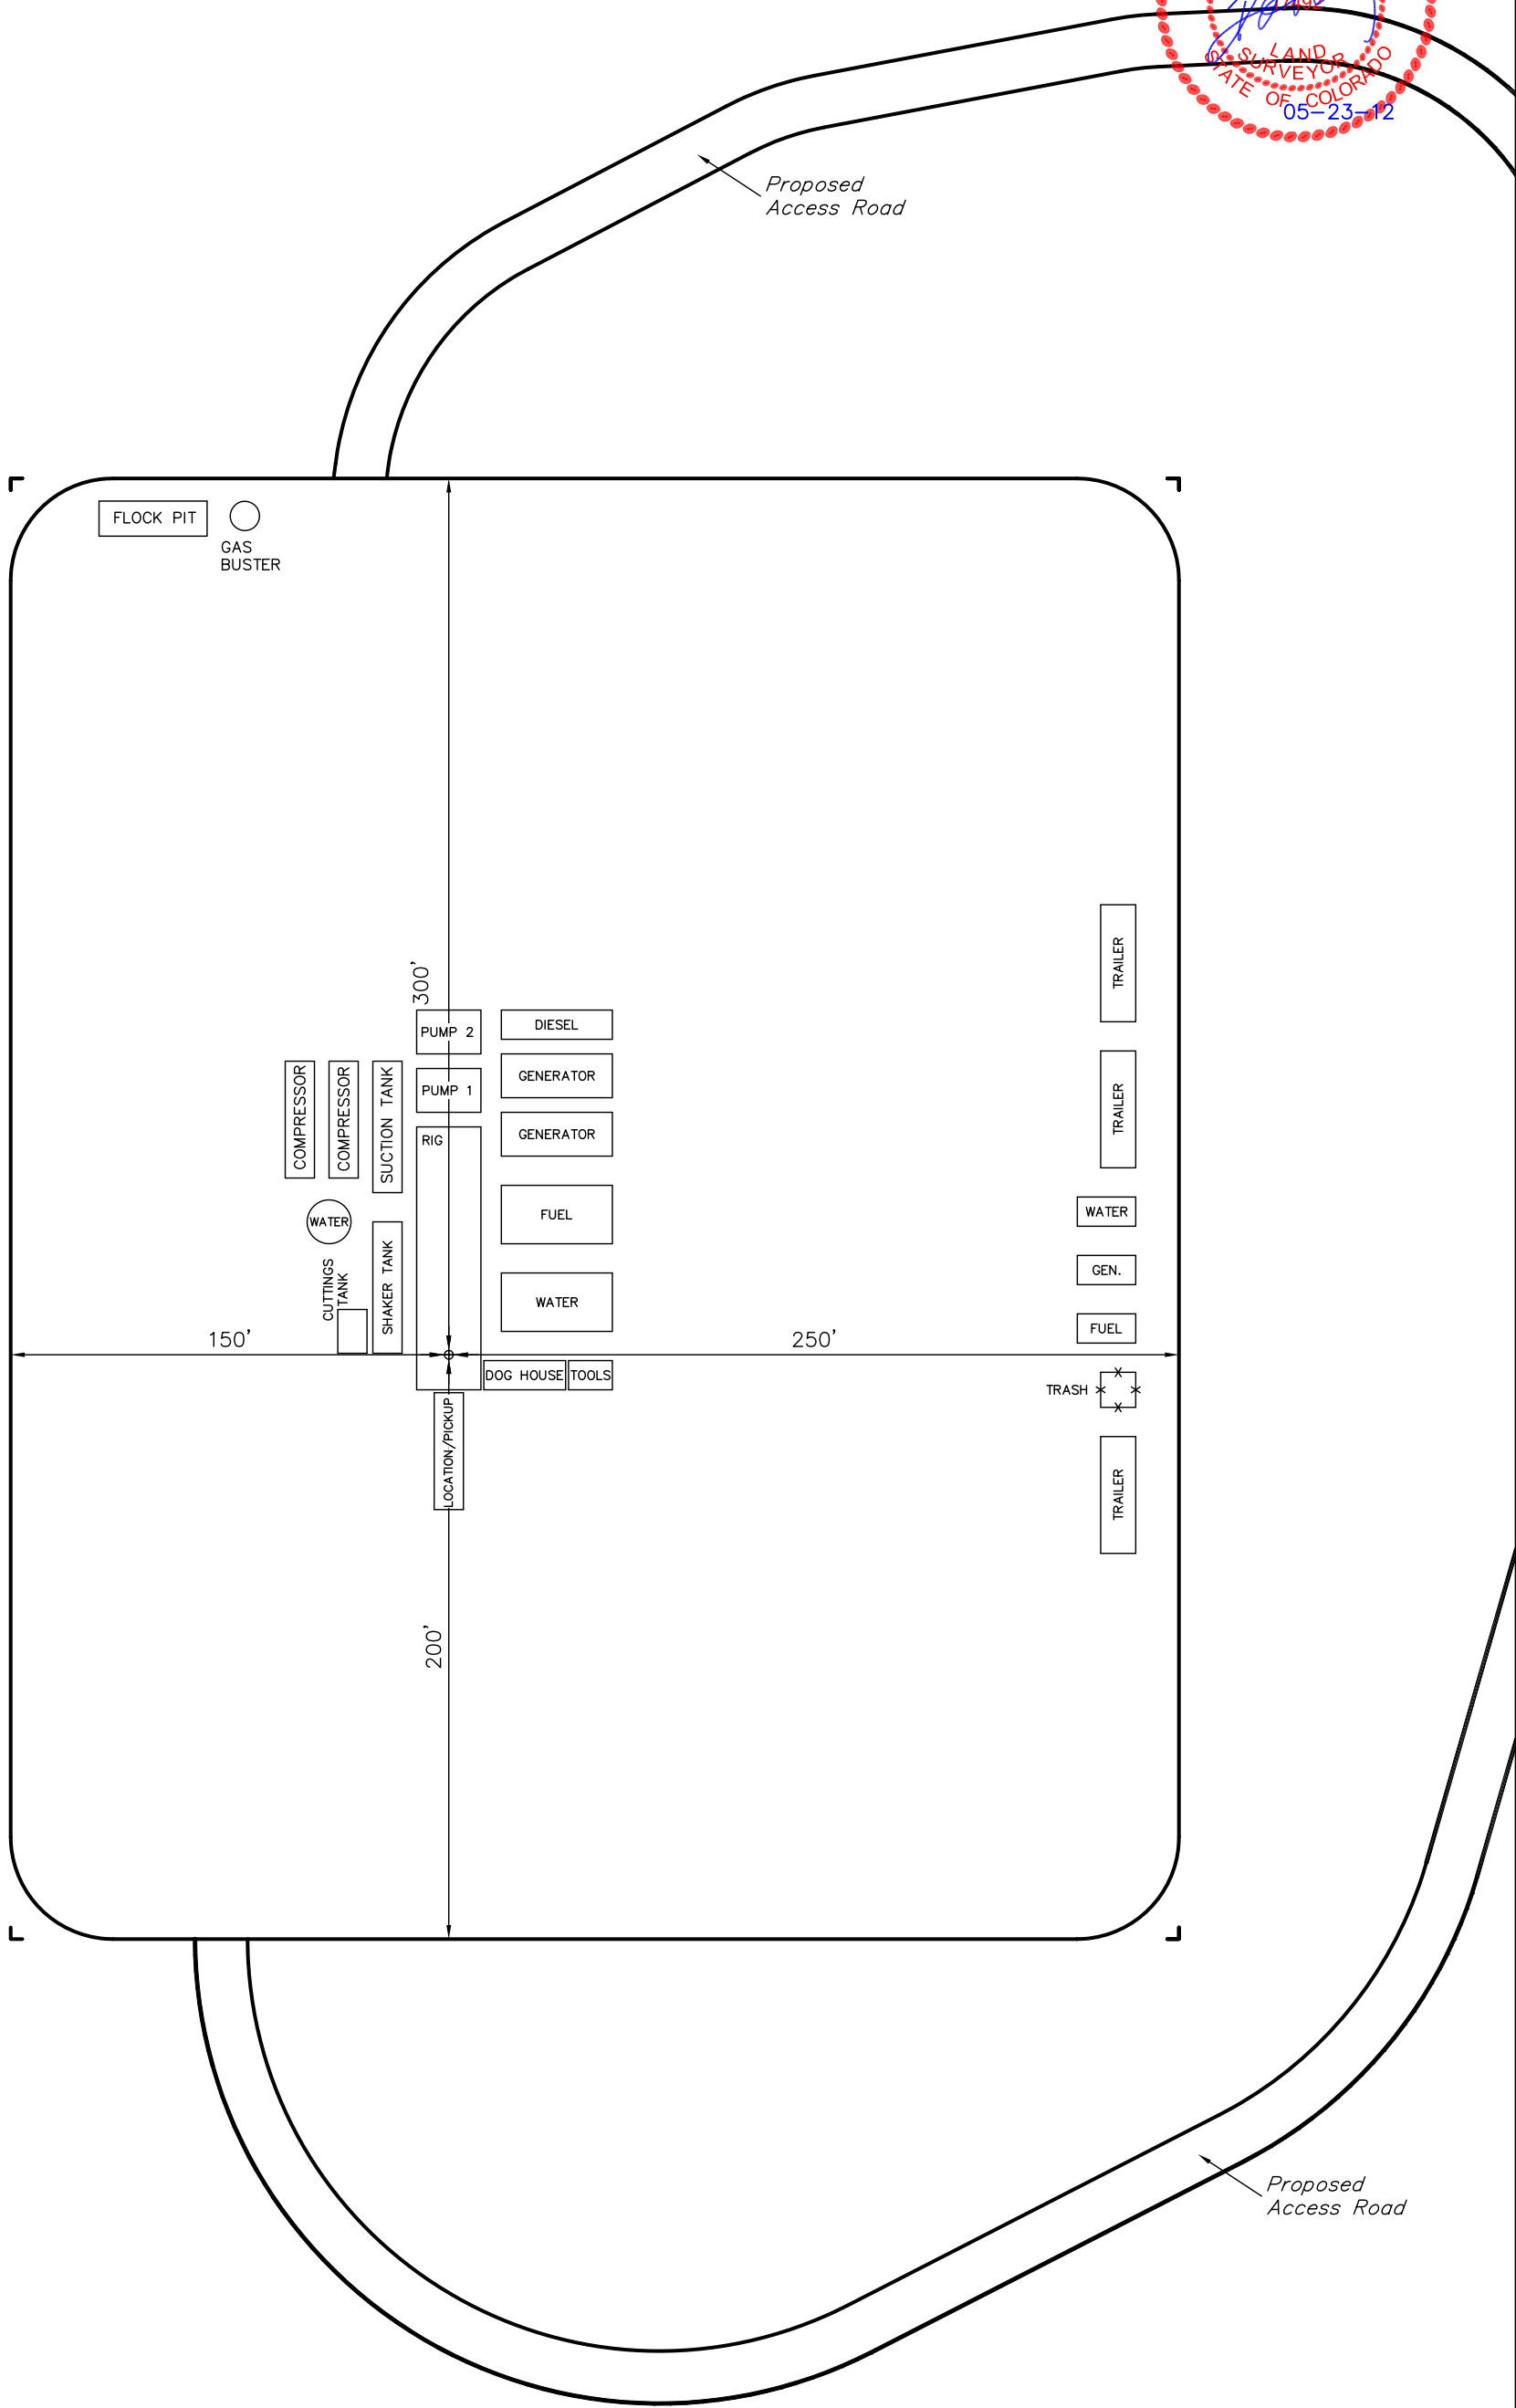 LAND
SURVEYOR
STATE OF COLORADO
05-23-12
Proposed
Access Road
FLOCK PIT
GAS
BUSTER
300'
PUMP 2
DIESEL
TRAILER
COMPRESSOR
COMPRESSOR
SUCTION TANK
PUMP 1
GENERATOR
TRAILER
RIG
GENERATOR
WATER
FUEL
WATER
CUTTINGS
TANK
SHAKER TANK
WATER
GEN.
FUEL
150'
250'
DOG HOUSE
TOOLS
TRASH
LOCATION/PICKUP
TRAILER
200'
Proposed
Access Road